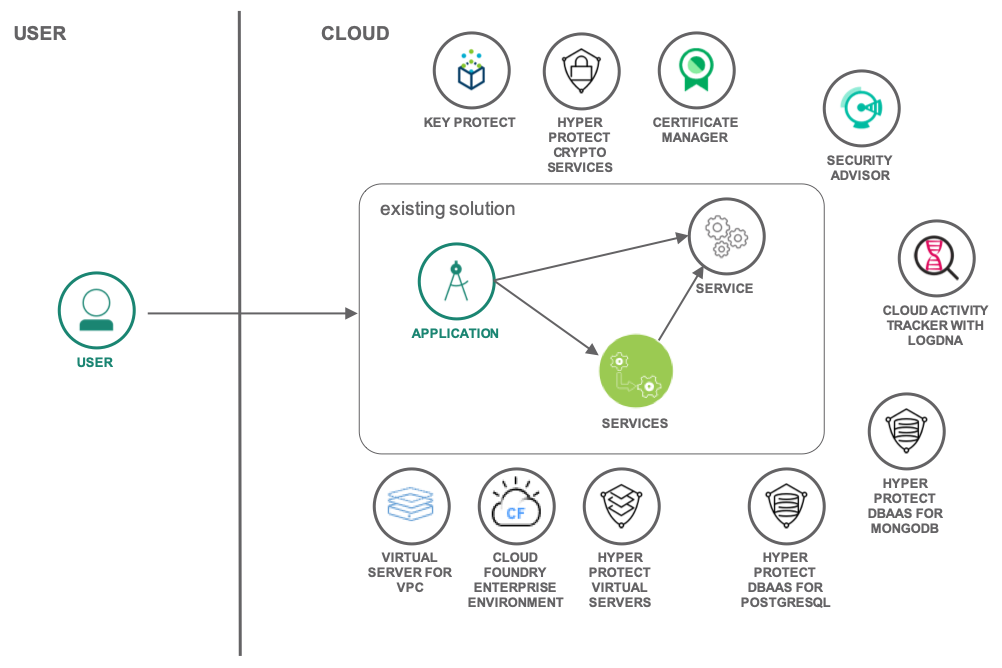 USER
CLOUD
KEY PROTECT
HYPER
PROTECT
CRYPTO
SERVICES
CERTIFICATE
MANAGER
SECURITY
ADVISOR
existing solution
APPLICATION
SERVICE
SERVICES
USER
CLOUD ACTIVITY
TRACKER WITH
LOGDNA
HYPER
PROTECT
DBAAS FOR
MONGODB
VIRTUAL
SERVER FOR
VPC
CF
CLOUD
FOUNDRY
ENTERPRISE
ENVIRONMENT
HYPER
PROTECT
VIRTUAL
SERVERS
HYPER
PROTECT
DBAAS FOR
POSTGRESQL